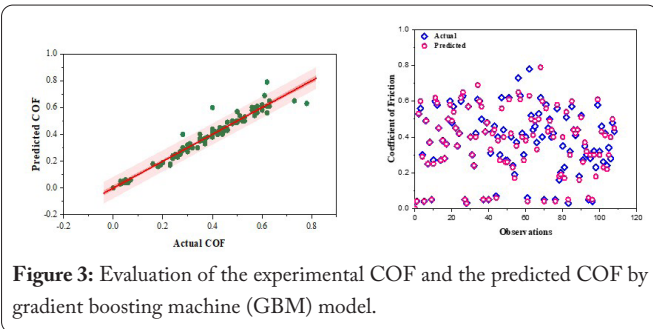 1.0
0.8
0.6
0.4
0.2
0.0
-0.2
-0.2 0.0 0.2 0.4 0.6 0.8 1.0
Predicted COF
Actual COF
Actual
Predicted
1.0
0.8
0.6
0.4
0.2
0.0
0 20 40 60 80 100 120
Coefficient of Friction
Observations
Figure 3: Evaluation of the experimental COF and the predicted COF by
gradient boosting machine (GBM) model.